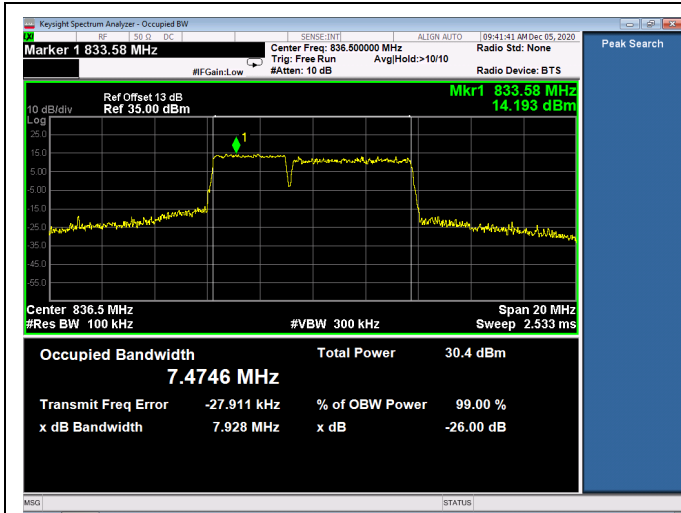 Keysight Spectrum Analyzer - Occupied BW
RF 50 Ω DC SENSE:INT ALIGN AUTO 09:41:41 AM Dec 05, 2020
Marker 1 833.58 MHz Center Freq: 836.500000 MHz Radio Std: None
Trig: Free Run Avg|Hold:>10/10
#IFGain:Low #Atten: 10 dB Radio Device: BTS
Peak Search
Mkr1 833.58 MHz
14.193 dBm
Ref Offset 13 dB
10 dB/div Ref 35.00 dBm
Log
25.0
1
15.0
5.00
-5.00
-15.0
-25.0
-35.0
-45.0
-55.0
Center 836.5 MHz Span 20 MHz
#Res BW 100 kHz #VBW 300 kHz Sweep 2.533 ms
Occupied Bandwidth Total Power 30.4 dBm
7.4746 MHz
Transmit Freq Error -27.911 kHz % of OBW Power 99.00 %
x dB Bandwidth 7.928 MHz x dB -26.00 dB
MSG STATUS